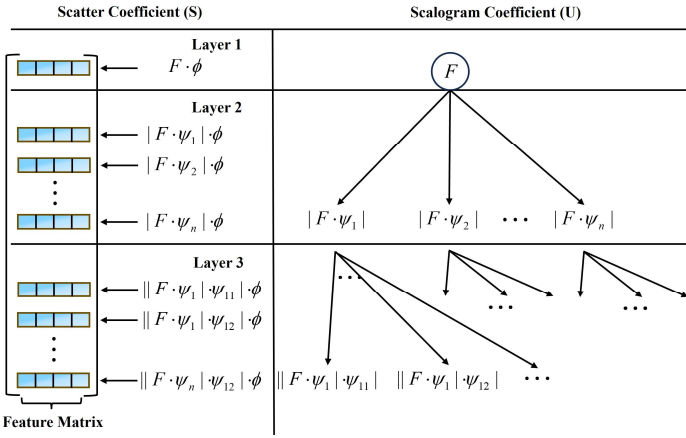 Scatter Coefficient (S)
Scalogram Coefficient (U)
Layer 1
F · ϕ
F
Layer 2
| F · ψ₁ | · ϕ
| F · ψ₂ | · ϕ
⋮
| F · ψₙ | · ϕ
| F · ψ₁ |
| F · ψ₂ |
···
| F · ψₙ |
Layer 3
|| F · ψ₁ | · ψ₁₁ | · ϕ
|| F · ψ₁ | · ψ₁₂ | · ϕ
⋮
|| F · ψₙ | · ψ₁₂ | · ϕ
···
···
···
|| F · ψ₁ | · ψ₁₁ |
|| F · ψ₁ | · ψ₁₂ |
···
Feature Matrix